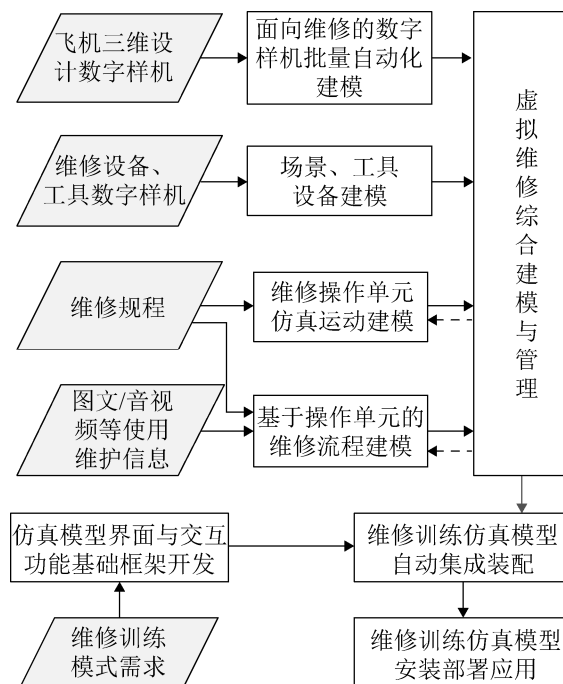 飞机三维设
计数字样机
面向维修的数字
样机批量自动化
建模
维修设备、
工具数字样机
场景、工具
设备建模
维修规程
维修操作单元
仿真运动建模
图文/音视
频等使用
维护信息
基于操作单元的
维修流程建模
虚拟维修综合建模与管理
仿真模型界面与交互
功能基础框架开发
维修训练仿真模型
自动集成装配
维修训练
模式需求
维修训练仿真模型
安装部署应用